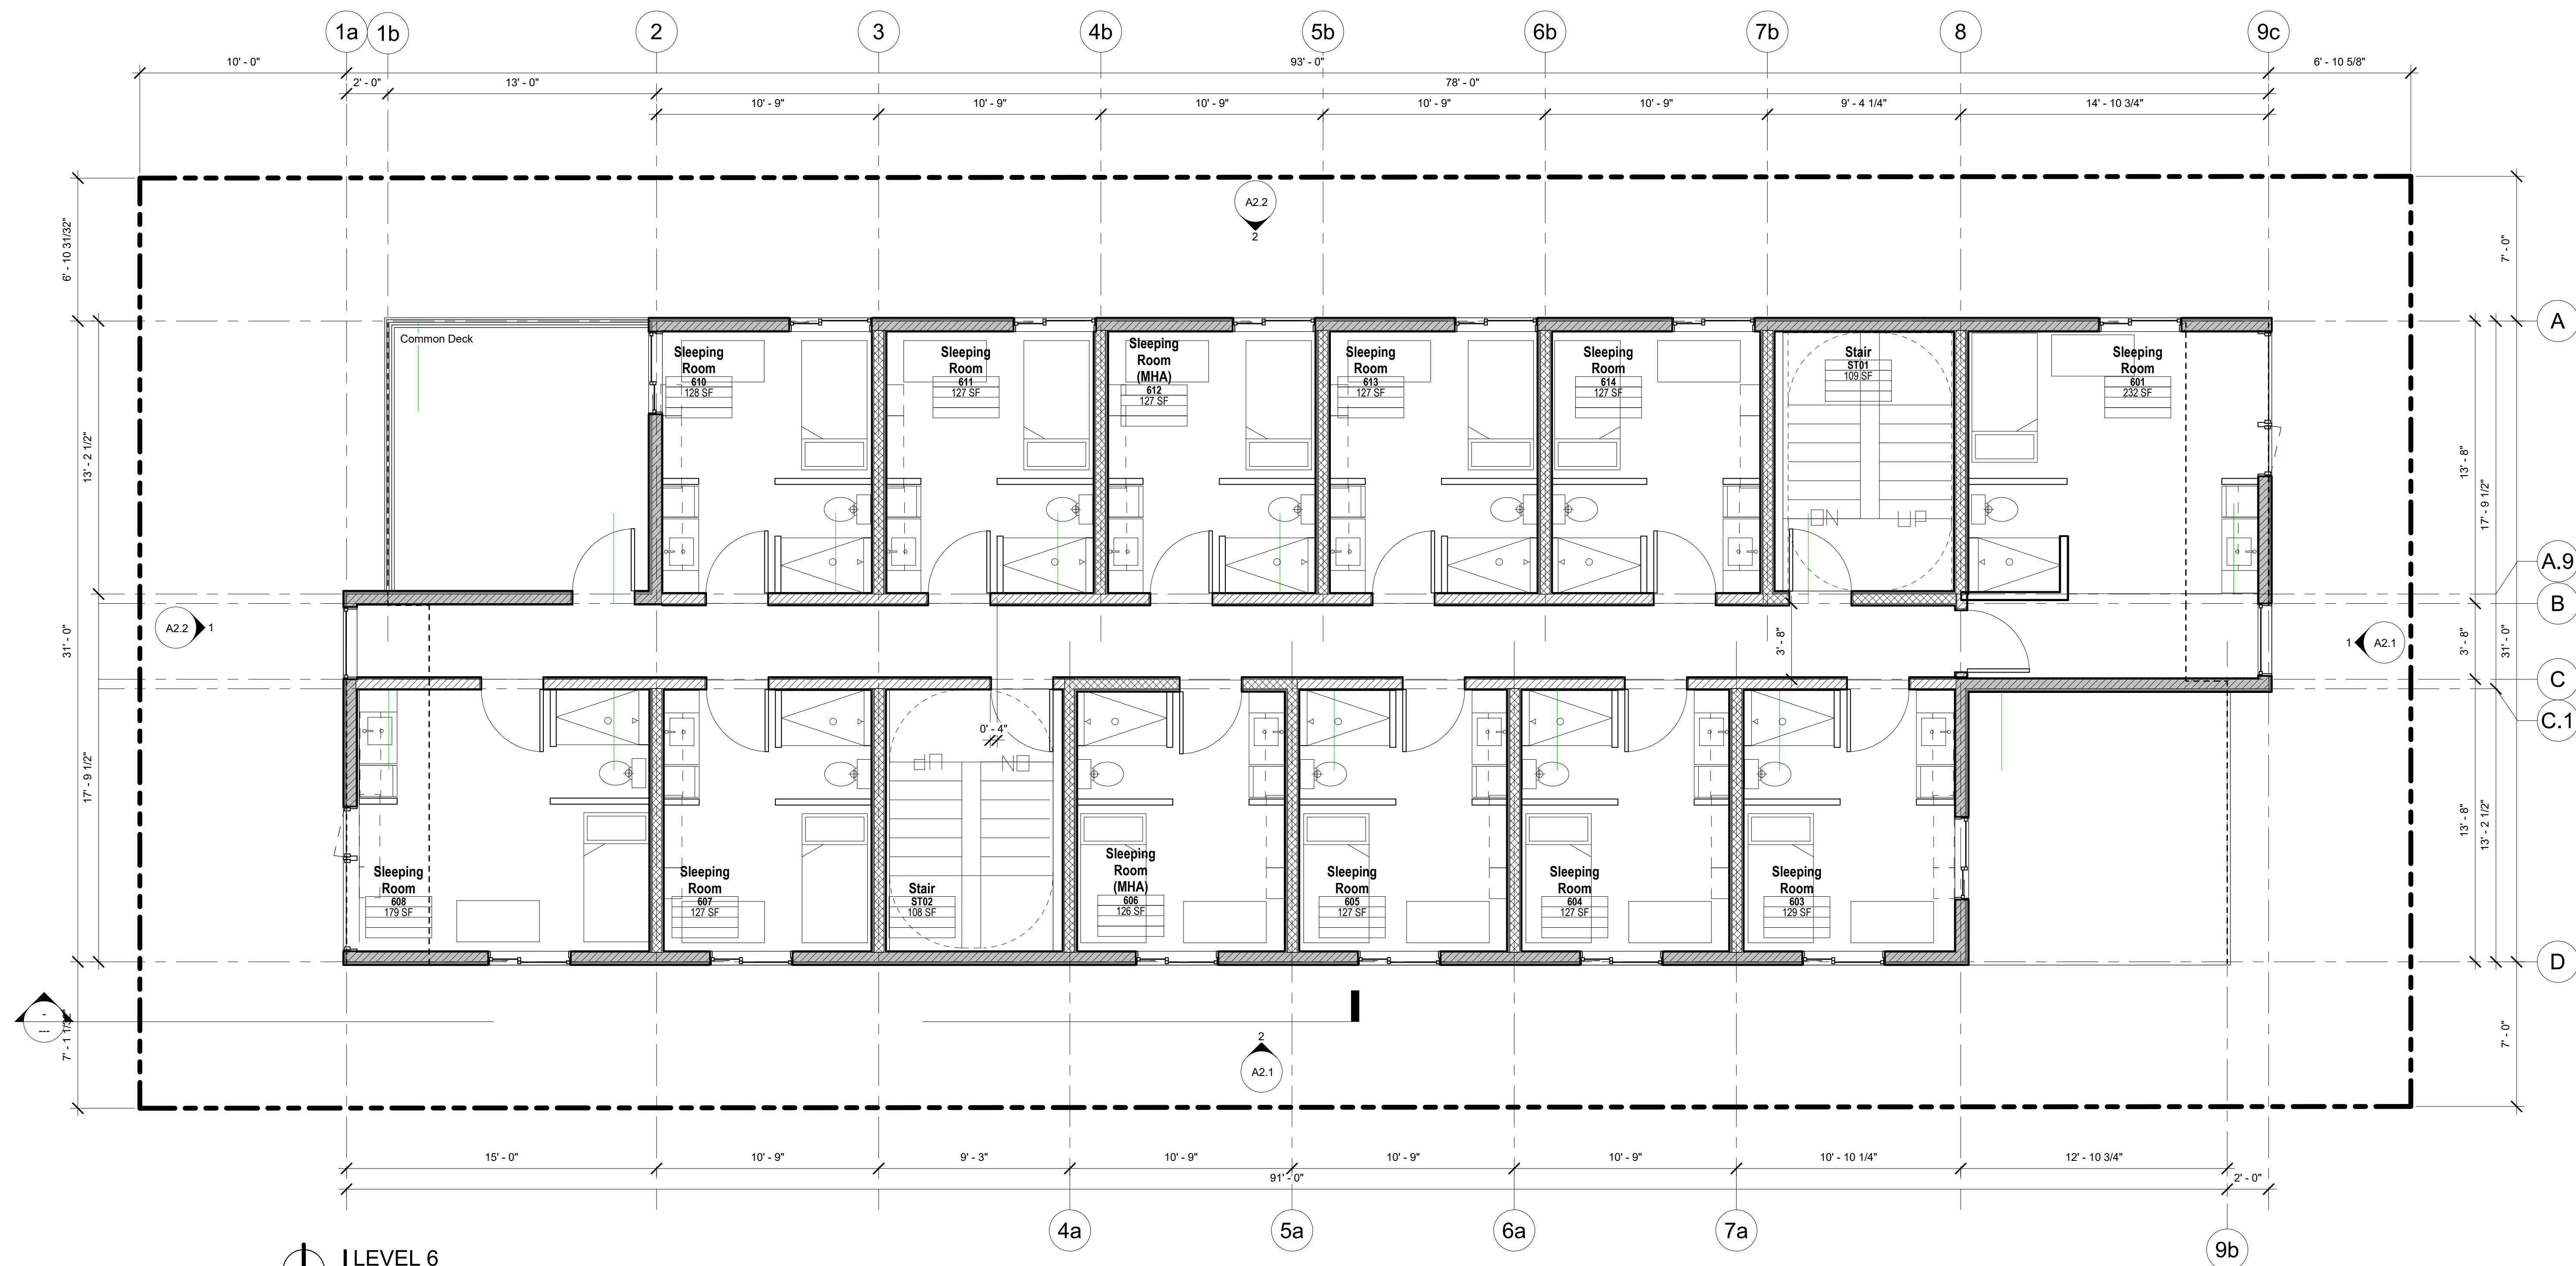 1a 1b 2 3 4b 5b 6b 7b 8 9c
10' - 0" 93' - 0" 6' - 10 5/8"
2' - 0" 13' - 0" 78' - 0"
10' - 9" 10' - 9" 10' - 9" 10' - 9" 10' - 9" 9' - 4 1/4" 14' - 10 3/4"
A2.2
2
6' - 10 31/32"
7' - 0"
A
Common Deck
Sleeping
Room
610
128 SF
Sleeping
Room
611
127 SF
Sleeping
Room
(MHA)
612
127 SF
Sleeping
Room
613
127 SF
Sleeping
Room
614
127 SF
Stair
ST01
109 SF
Sleeping
Room
601
232 SF
13' - 2 1/2"
13' - 8"
17' - 9 1/2"
DN UP
A.9
B
A2.2 1
31' - 0"
3' - 8"
1 A2.1
3' - 8"
31' - 0"
C
C.1
0' - 4"
UP DN
17' - 9 1/2"
13' - 8"
13' - 2 1/2"
Sleeping
Room
608
179 SF
Sleeping
Room
607
127 SF
Stair
ST02
108 SF
Sleeping
Room
(MHA)
606
126 SF
Sleeping
Room
605
127 SF
Sleeping
Room
604
127 SF
Sleeping
Room
603
129 SF
D
-
---
7' - 1 1/32"
7' - 0"
2
A2.1
15' - 0" 10' - 9" 9' - 3" 10' - 9" 10' - 9" 10' - 9" 10' - 10 1/4" 12' - 10 3/4"
91' - 0" 2' - 0"
4a 5a 6a 7a 9b
LEVEL 6